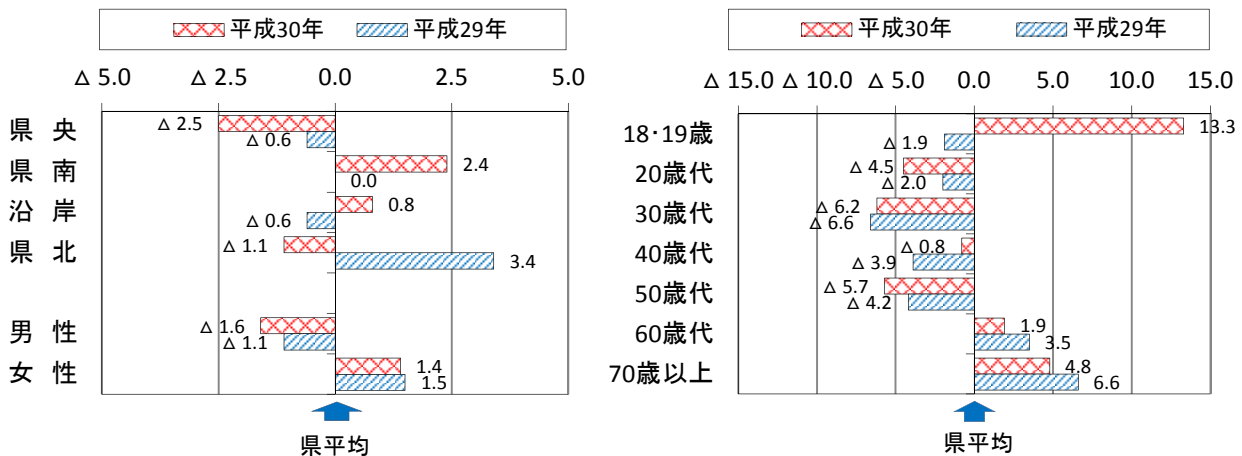 平成30年 平成29年
△ 5.0 △ 2.5 0.0 2.5 5.0
県 央 △ 2.5
△ 0.6
県 南 2.4
0.0
沿 岸 0.8
△ 0.6
県 北 △ 1.1
3.4
男 性 △ 1.6
△ 1.1
女 性 1.4
1.5
県平均
平成30年 平成29年
△ 15.0 △ 10.0 △ 5.0 0.0 5.0 10.0 15.0
18･19歳 13.3
△ 1.9
20歳代 △ 4.5
△ 2.0
30歳代 △ 6.2
△ 6.6
40歳代 △ 0.8
△ 3.9
50歳代 △ 5.7
△ 4.2
60歳代 1.9
3.5
70歳以上 4.8
6.6
県平均